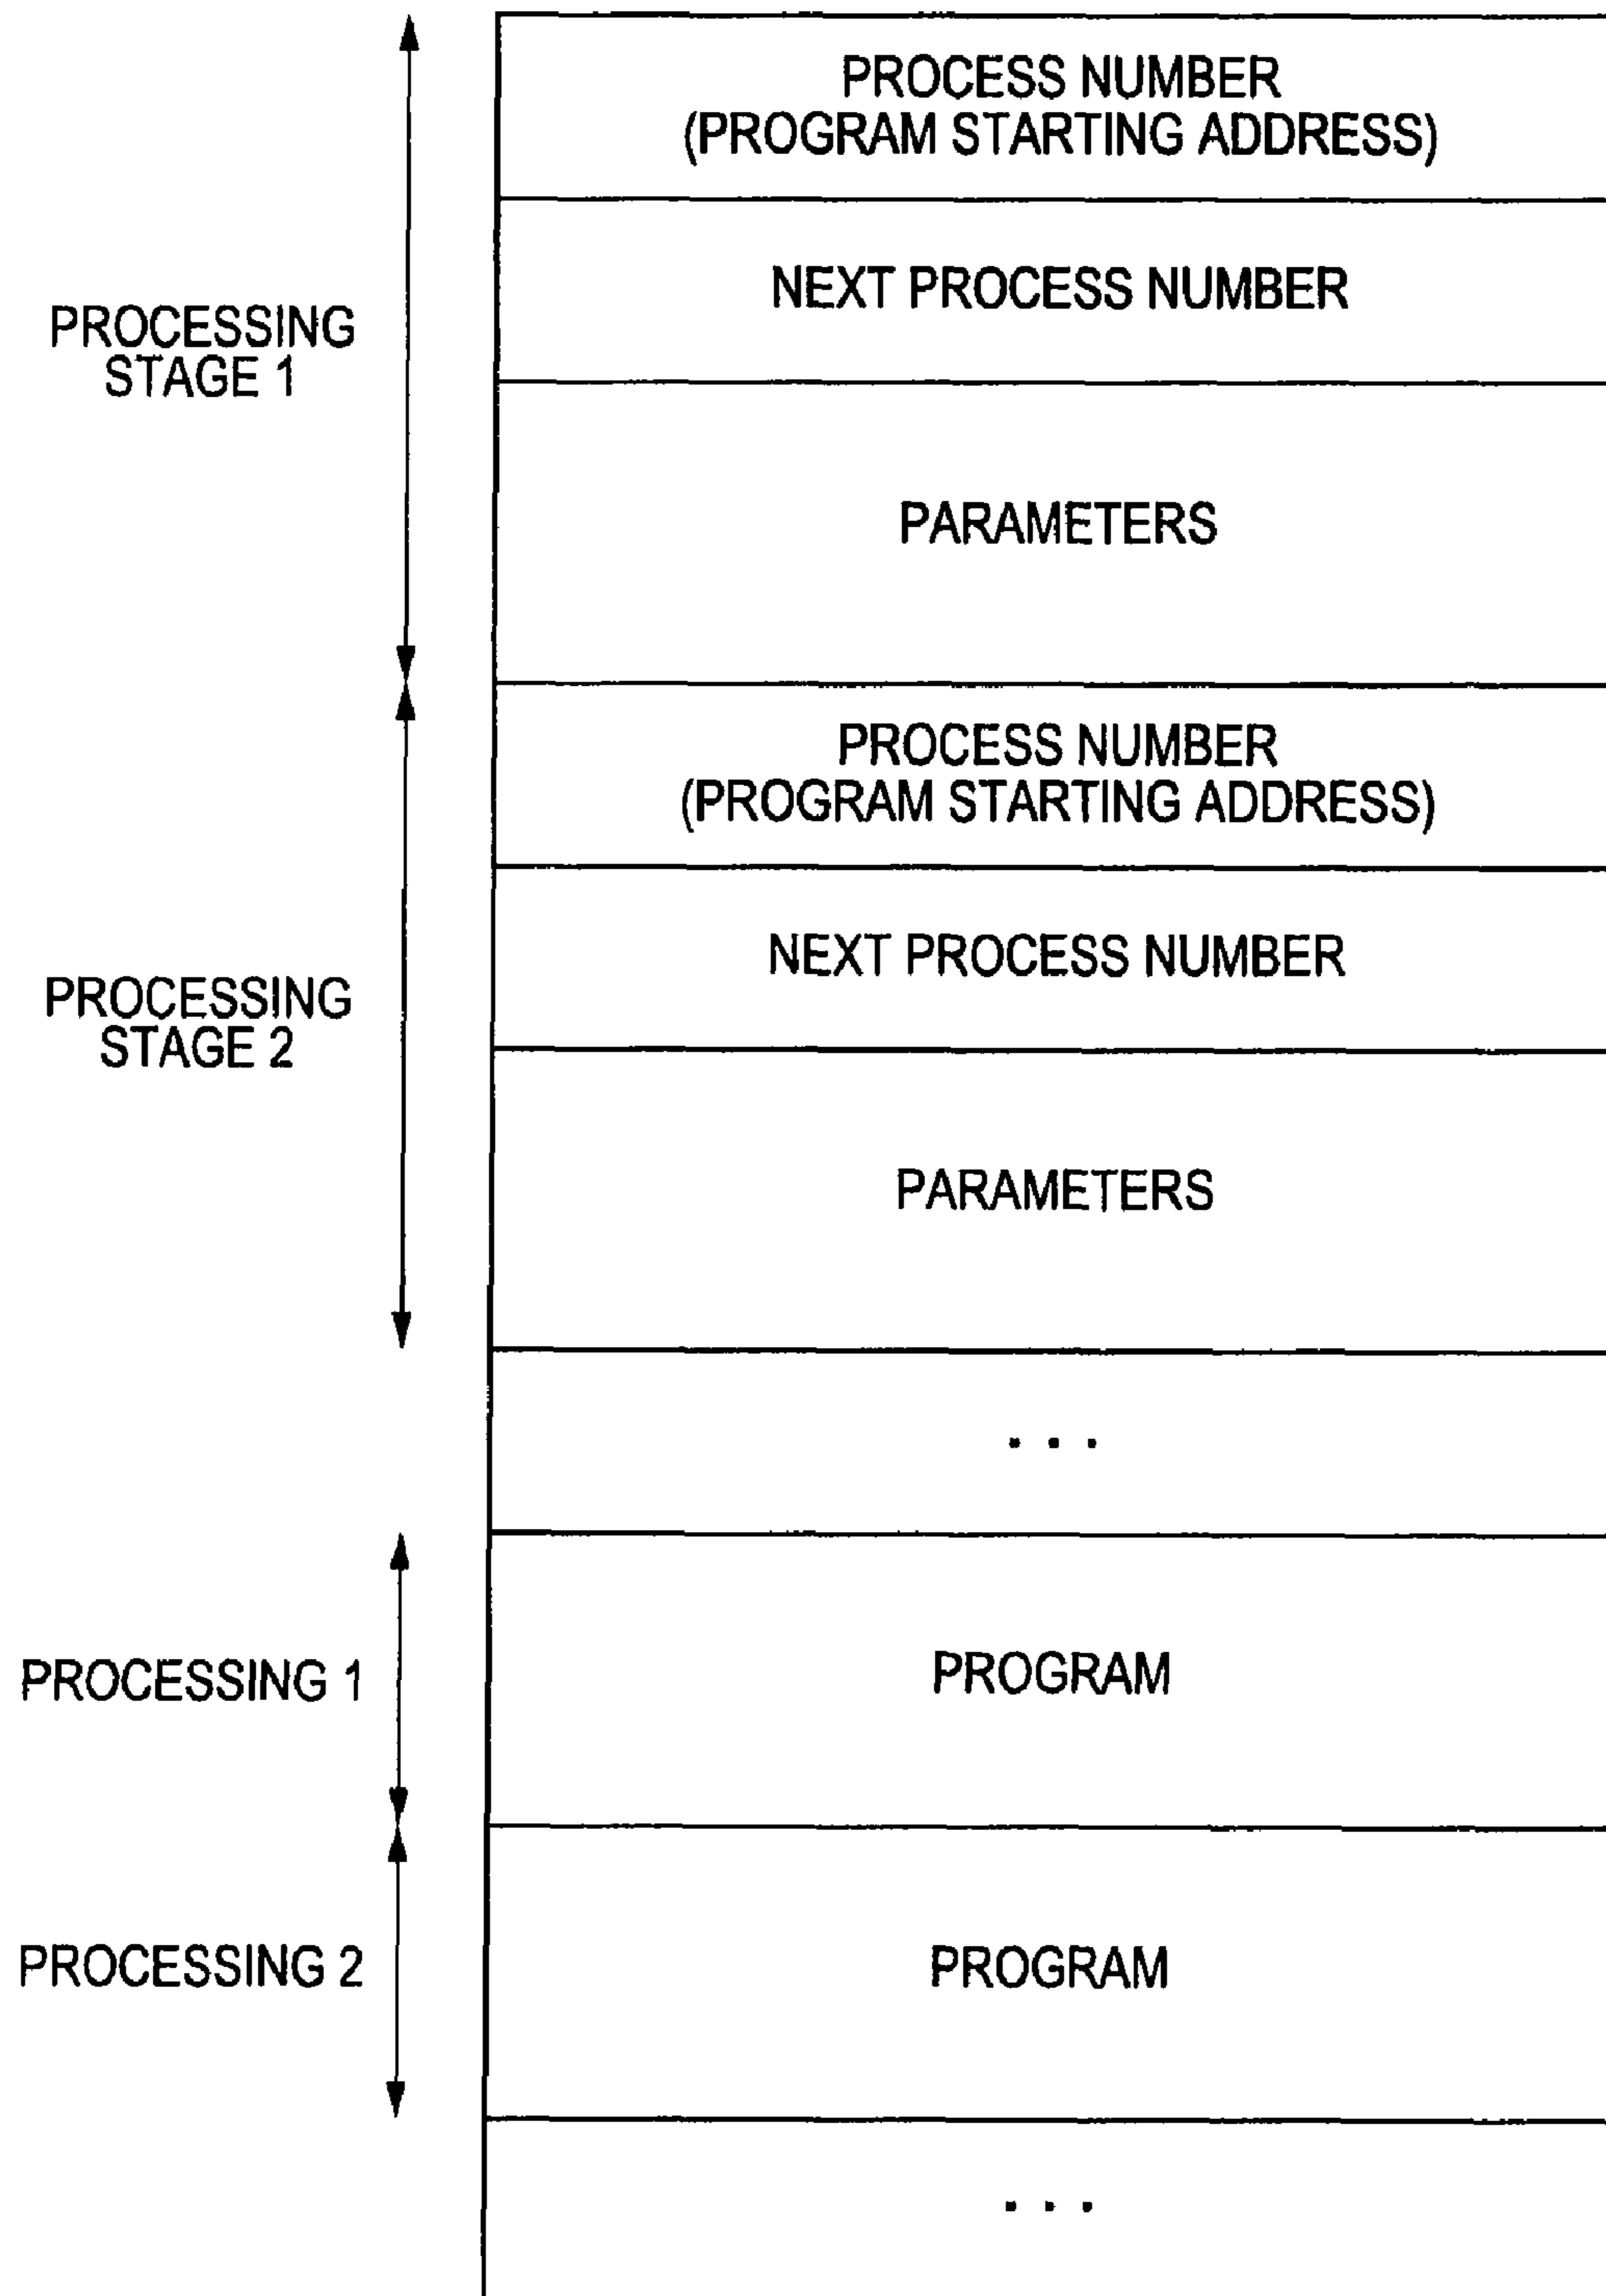 PROCESSING
STAGE 1
PROCESS NUMBER
(PROGRAM STARTING ADDRESS)
NEXT PROCESS NUMBER
PARAMETERS
PROCESSING
STAGE 2
PROCESS NUMBER
(PROGRAM STARTING ADDRESS)
NEXT PROCESS NUMBER
PARAMETERS
. . .
PROCESSING 1
PROGRAM
PROCESSING 2
PROGRAM
. . .